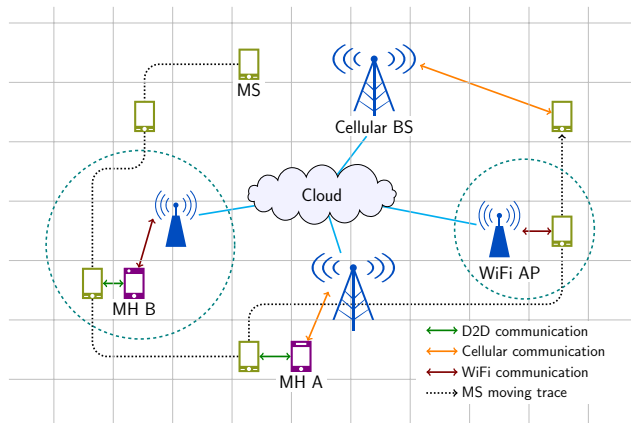 MS
Cellular BS
Cloud
WiFi AP
MH B
MH A
D2D communication
Cellular communication
WiFi communication
MS moving trace